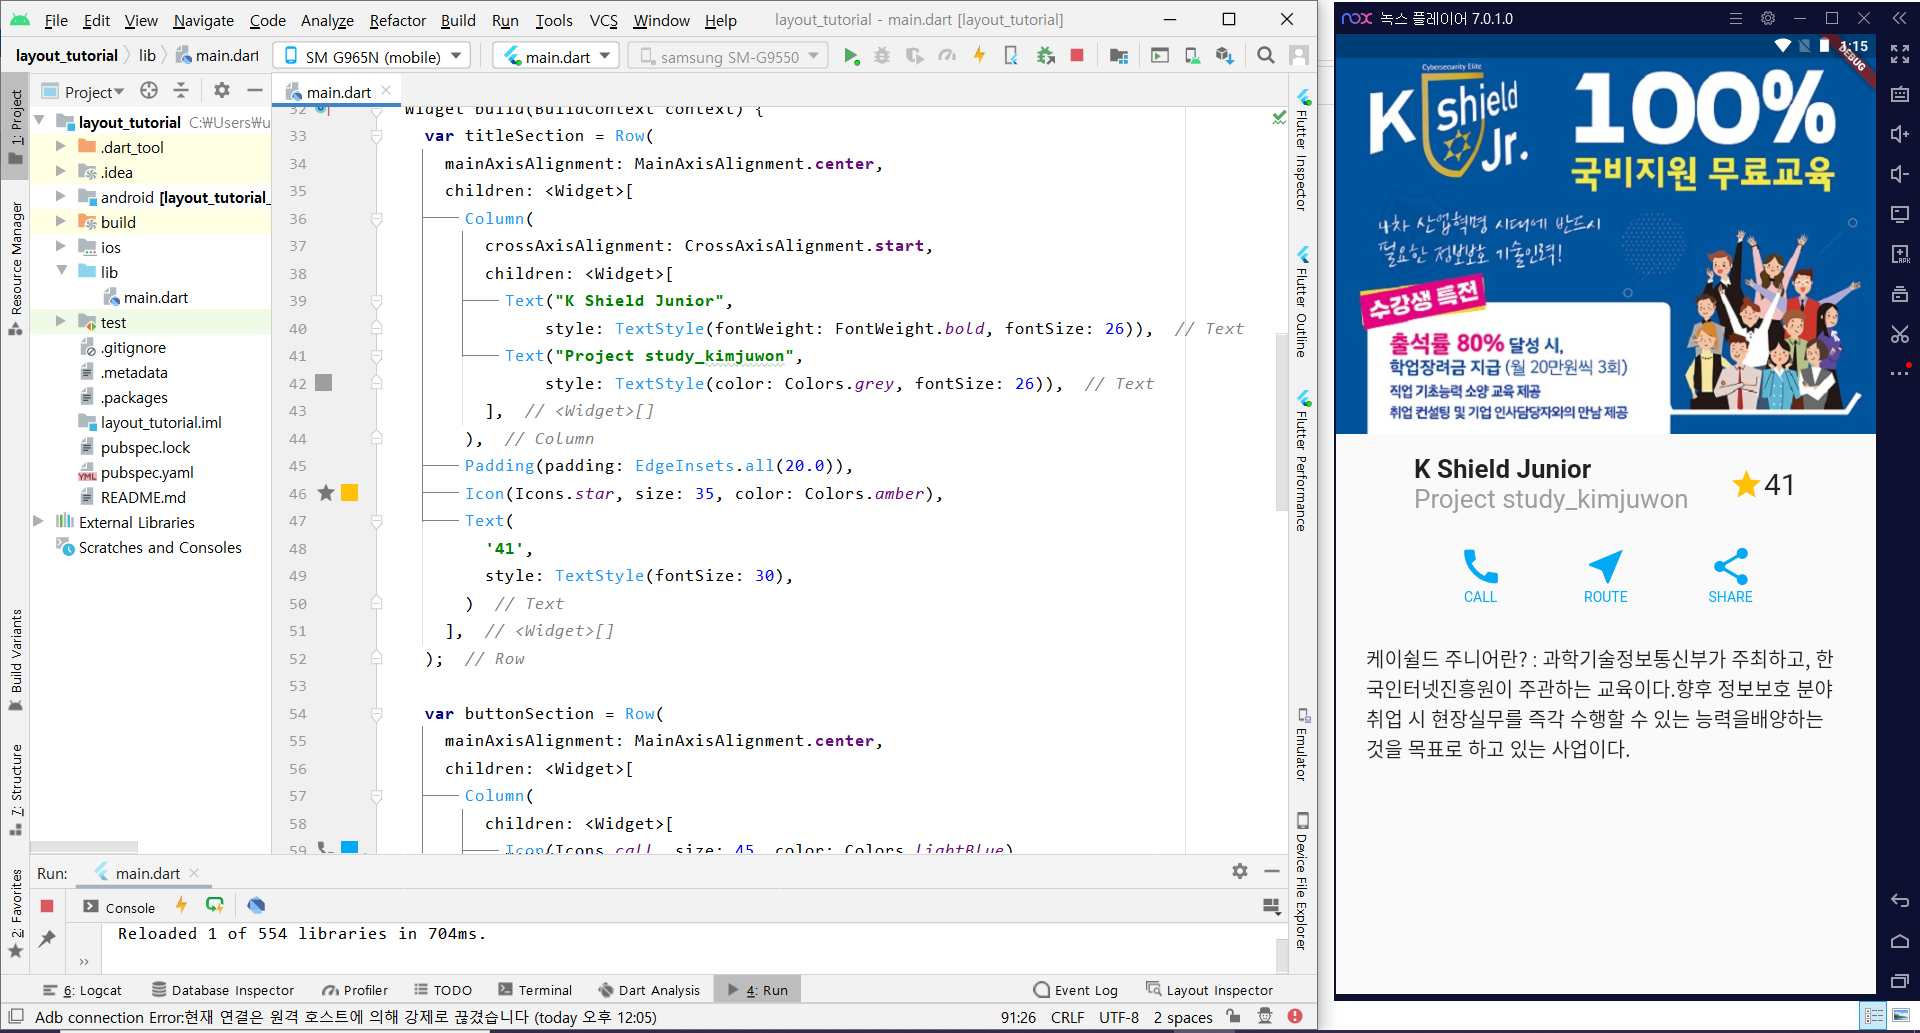 File Edit View Navigate Code Analyze Refactor Build Run Tools VCS Window Help layout_tutorial - main.dart [layout_tutorial]
layout_tutorial lib main.dart SM G965N (mobile) main.dart samsung SM-G9550
Project
layout_tutorial C:₩Users₩u
.dart_tool
.idea
android [layout_tutorial_
build
ios
lib
main.dart
test
.gitignore
.metadata
.packages
layout_tutorial.iml
pubspec.lock
pubspec.yaml
README.md
External Libraries
Scratches and Consoles
1: Project
Resource Manager
Build Variants
7: Structure
2: Favorites
main.dart
32 Widget build(BuildContext context) {
33 var titleSection = Row(
34 mainAxisAlignment: MainAxisAlignment.center,
35 children: <Widget>[
36 Column(
37 crossAxisAlignment: CrossAxisAlignment.start,
38 children: <Widget>[
39 Text("K Shield Junior",
40 style: TextStyle(fontWeight: FontWeight.bold, fontSize: 26)), // Text
41 Text("Project study_kimjuwon",
42 style: TextStyle(color: Colors.grey, fontSize: 26)), // Text
43 ], // <Widget>[]
44 ), // Column
45 Padding(padding: EdgeInsets.all(20.0)),
46 Icon(Icons.star, size: 35, color: Colors.amber),
47 Text(
48 '41',
49 style: TextStyle(fontSize: 30),
50 ) // Text
51 ], // <Widget>[]
52 ); // Row
53
54 var buttonSection = Row(
55 mainAxisAlignment: MainAxisAlignment.center,
56 children: <Widget>[
57 Column(
58 children: <Widget>[
59 Icon(Icons.call, size: 45, color: Colors.lightBlue)
Flutter Inspector
Flutter Outline
Flutter Performance
Emulator
Device File Explorer
Run: main.dart
Console
Reloaded 1 of 554 libraries in 704ms.
6: Logcat Database Inspector Profiler TODO Terminal Dart Analysis 4: Run Event Log Layout Inspector
Adb connection Error:현재 연결은 원격 호스트에 의해 강제로 끊겼습니다 (today 오후 12:05) 91:26 CRLF UTF-8 2 spaces
nox 녹스 플레이어 7.0.1.0
1:15
DEBUG
Cybersecurity Elite
K Shield Jr.
100%
국비지원 무료교육
4차 산업혁명 시대에 반드시
필요한 정보보호 기술인력!
수강생 특전
출석률 80% 달성 시,
학업장려금 지급 (월 20만원씩 3회)
직업 기초능력 소양 교육 제공
취업 컨설팅 및 기업 인사담당자와의 만남 제공
K Shield Junior
Project study_kimjuwon
41
CALL ROUTE SHARE
케이쉴드 주니어란? : 과학기술정보통신부가 주최하고, 한
국인터넷진흥원이 주관하는 교육이다.향후 정보보호 분야
취업 시 현장실무를 즉각 수행할 수 있는 능력을배양하는
것을 목표로 하고 있는 사업이다.